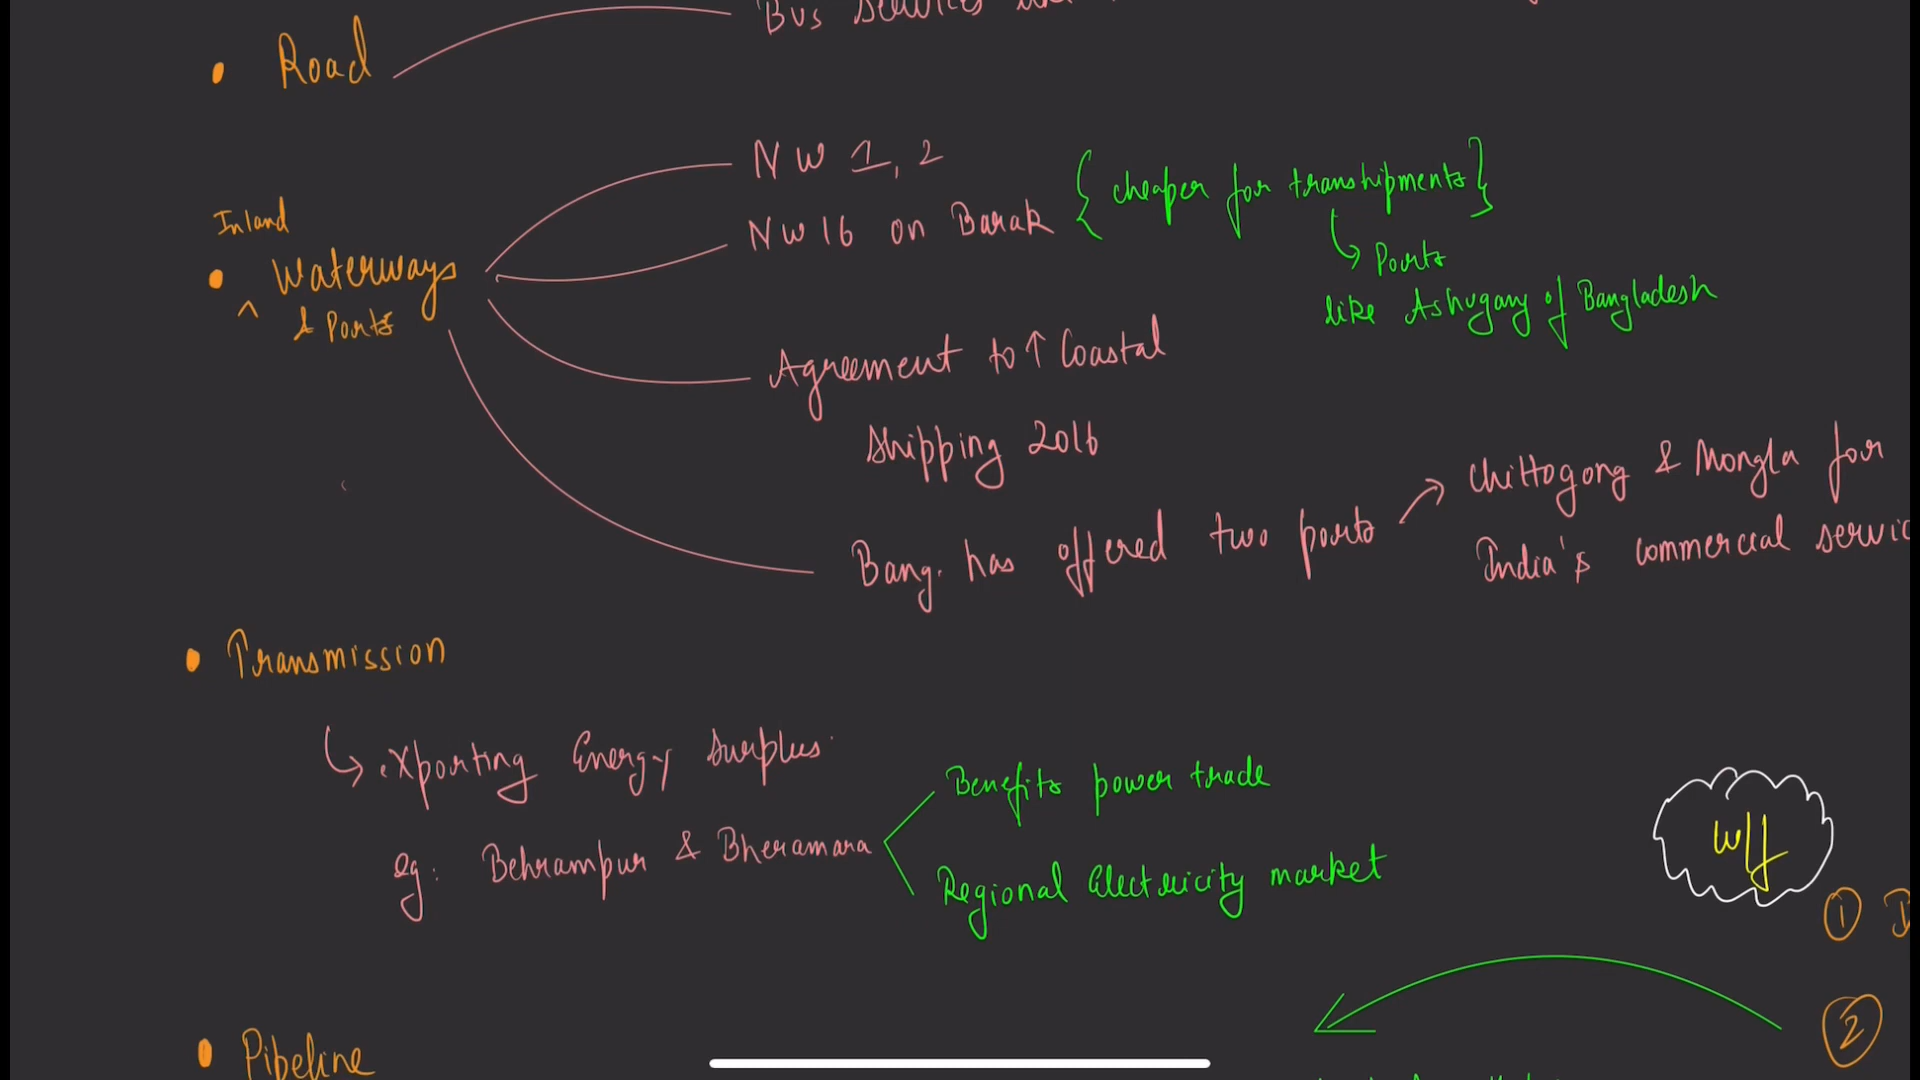 Bus services
• Road
NW 1, 2
{cheaper for transhipments}
Inland
NW 16 on Barak
• Waterways
^ & Ports
↳ Ports
like Ashuganj of Bangladesh
Agreement to ↑ Coastal
shipping 2016
Bang. has offered two ports → Chittogong & Mongla for
India's commercial servic
• Transmission
↳ exporting Energy surplus.
eg: Behrampur & Bheramara
Benefits power trade
Regional electricity market
W/f
①
②
• Pipeline